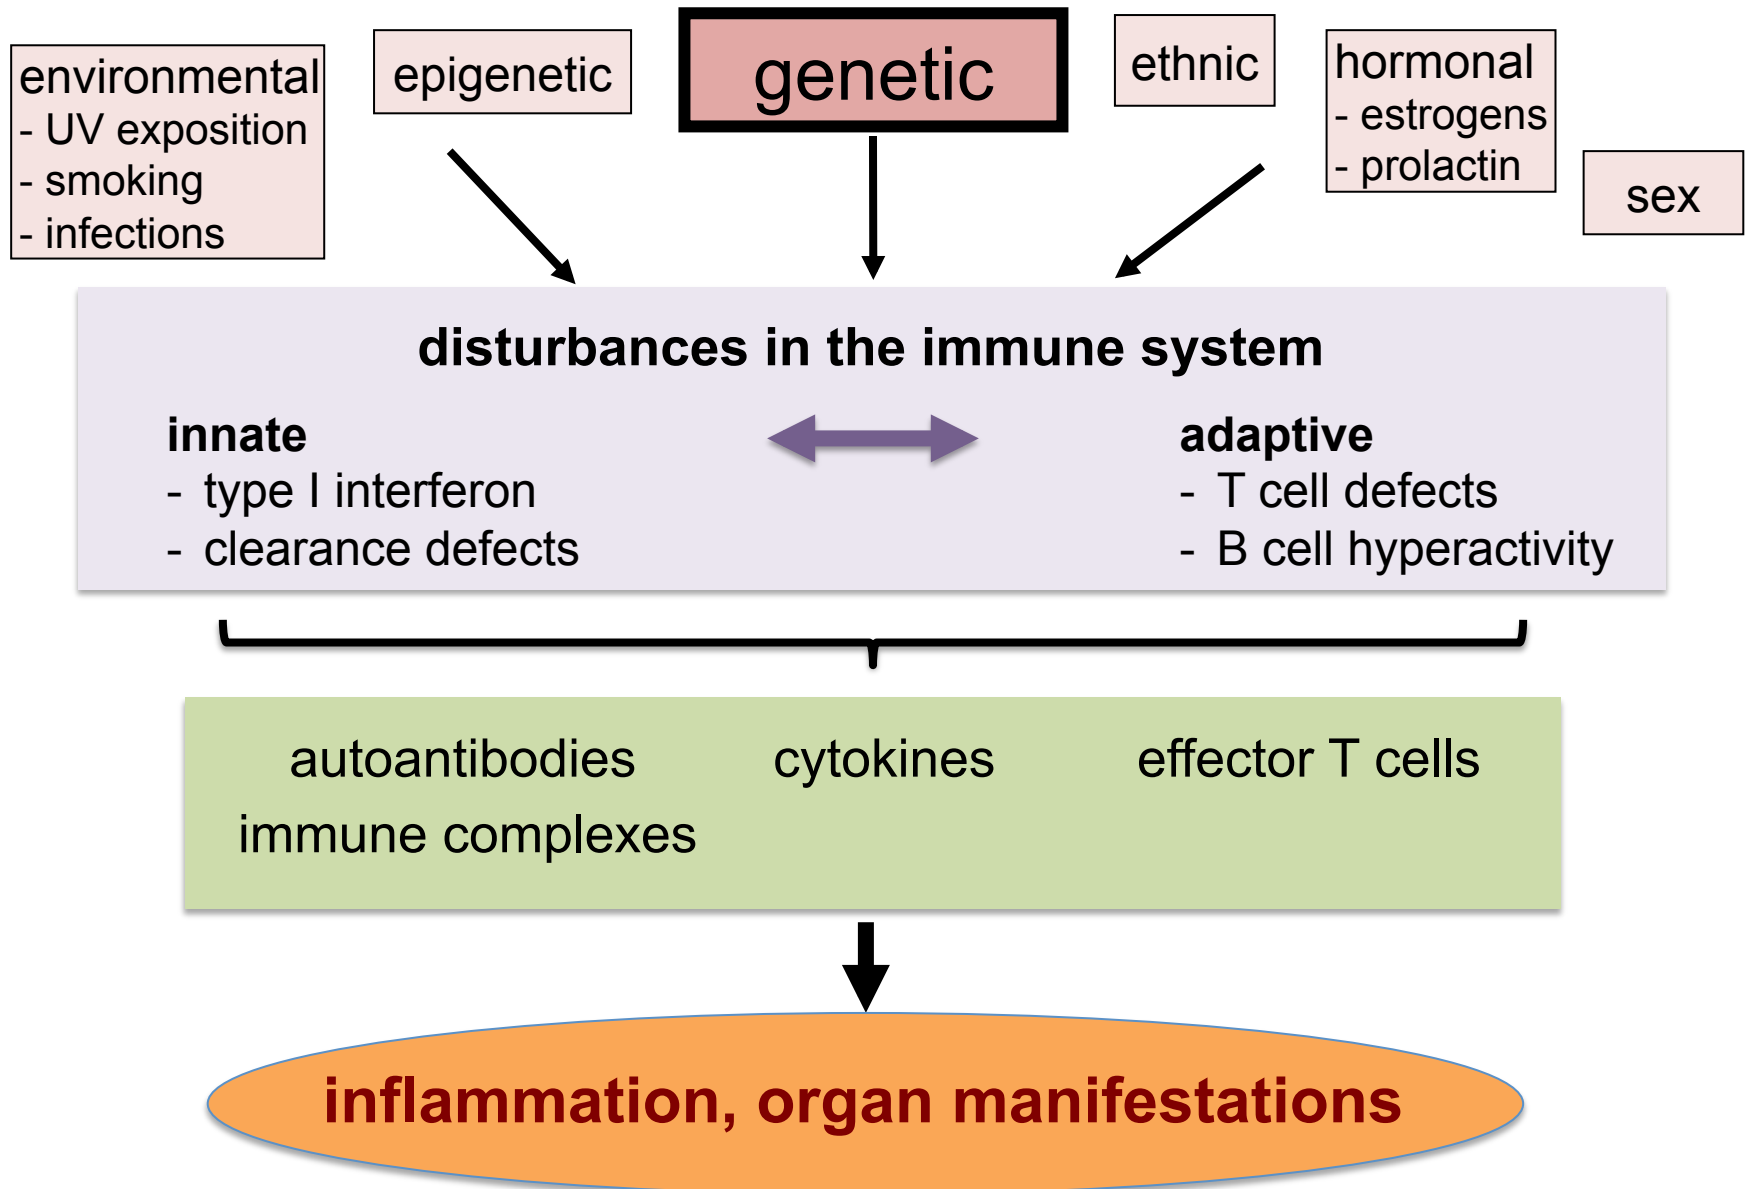 environmental
- UV exposition
- smoking
- infections
epigenetic
genetic
ethnic
hormonal
- estrogens
- prolactin
sex
disturbances in the immune system
innate
- type I interferon
- clearance defects
adaptive
- T cell defects
- B cell hyperactivity
autoantibodies
cytokines
effector T cells
immune complexes
inflammation, organ manifestations